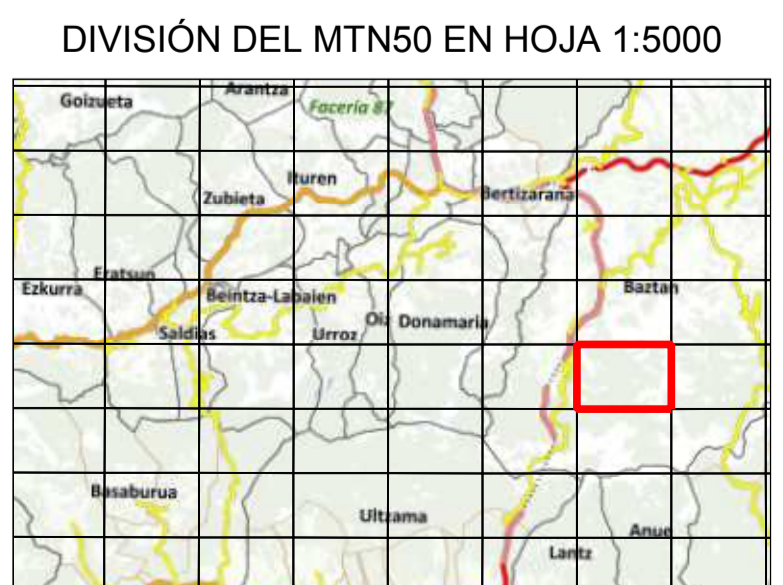 DIVISIÓN DEL MTN50 EN HOJA 1:5000
Arantza
Goizueta
Facería 87
Ituren
Zubieta
Bertizarana
Eratsun
Ezkurra
Beintza-Labaien
Baztan
Saldias
Urroz
Oiz
Donamaria
Basaburua
Ultzama
Anue
Lantz